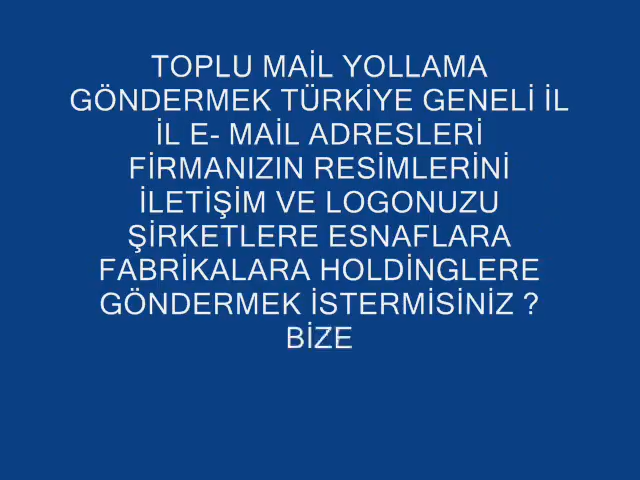 TOPLU MAİL YOLLAMA
GÖNDERMEK TÜRKİYE GENELİ İL
İL E- MAİL ADRESLERİ
FİRMANIZIN RESİMLERİNİ
İLETİŞİM VE LOGONUZU
ŞİRKETLERE ESNAFLARA
FABRİKALARA HOLDİNGLERE
GÖNDERMEK İSTERMİSİNİZ ?
BİZE